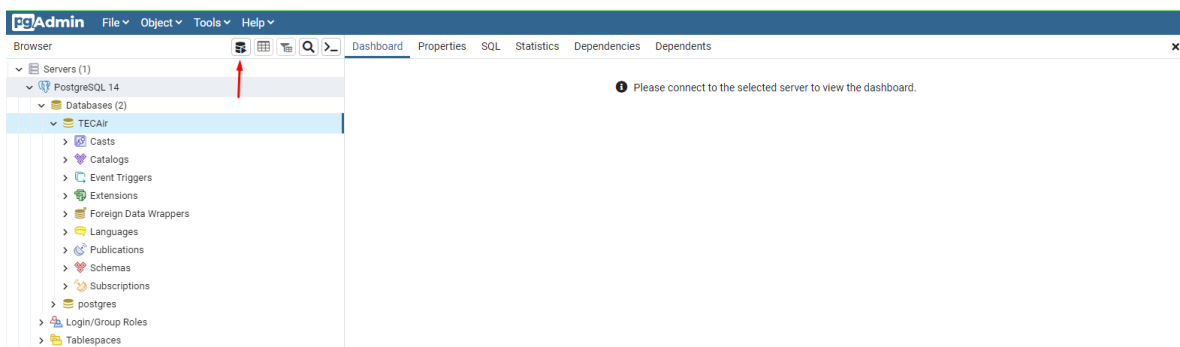 pgAdmin File Object Tools Help
Browser
Dashboard Properties SQL Statistics Dependencies Dependents
Servers (1)
PostgreSQL 14
Please connect to the selected server to view the dashboard.
Databases (2)
TECAir
Casts
Catalogs
Event Triggers
Extensions
Foreign Data Wrappers
Languages
Publications
Schemas
Subscriptions
postgres
Login/Group Roles
Tablespaces